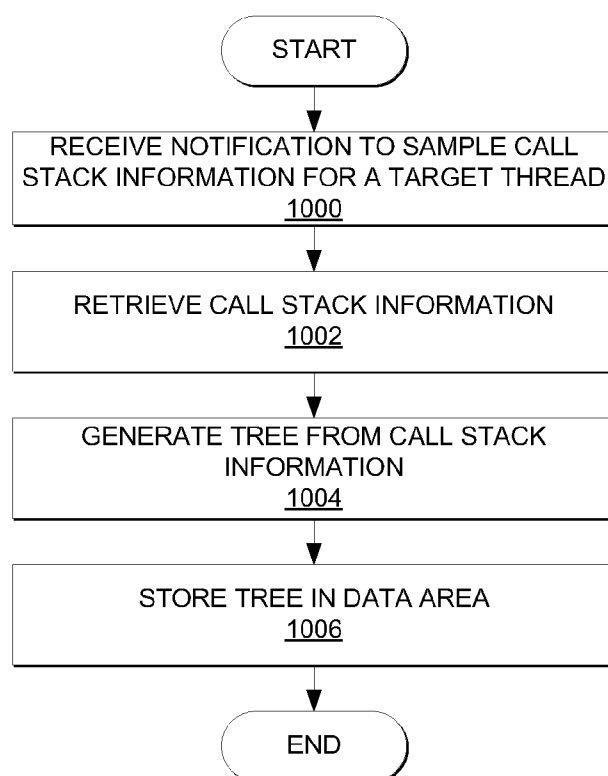 START
RECEIVE NOTIFICATION TO SAMPLE CALL
STACK INFORMATION FOR A TARGET THREAD
1000
RETRIEVE CALL STACK INFORMATION
1002
GENERATE TREE FROM CALL STACK
INFORMATION
1004
STORE TREE IN DATA AREA
1006
END